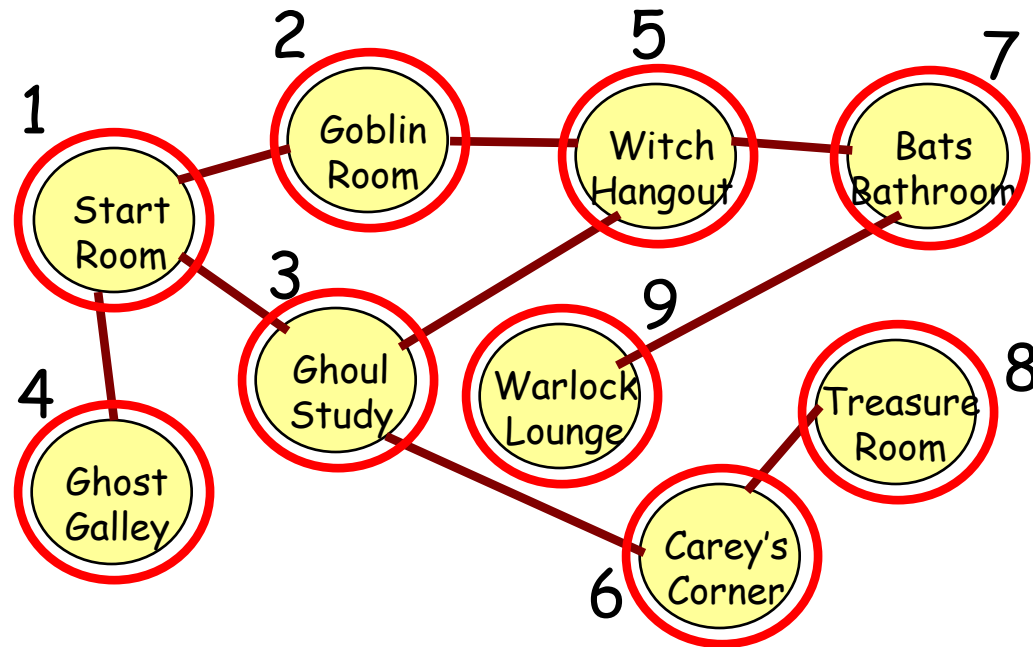 1
Start
Room
2
Goblin
Room
3
Ghoul
Study
4
Ghost
Galley
5
Witch
Hangout
6
Carey's
Corner
7
Bats
Bathroom
8
Treasure
Room
9
Warlock
Lounge